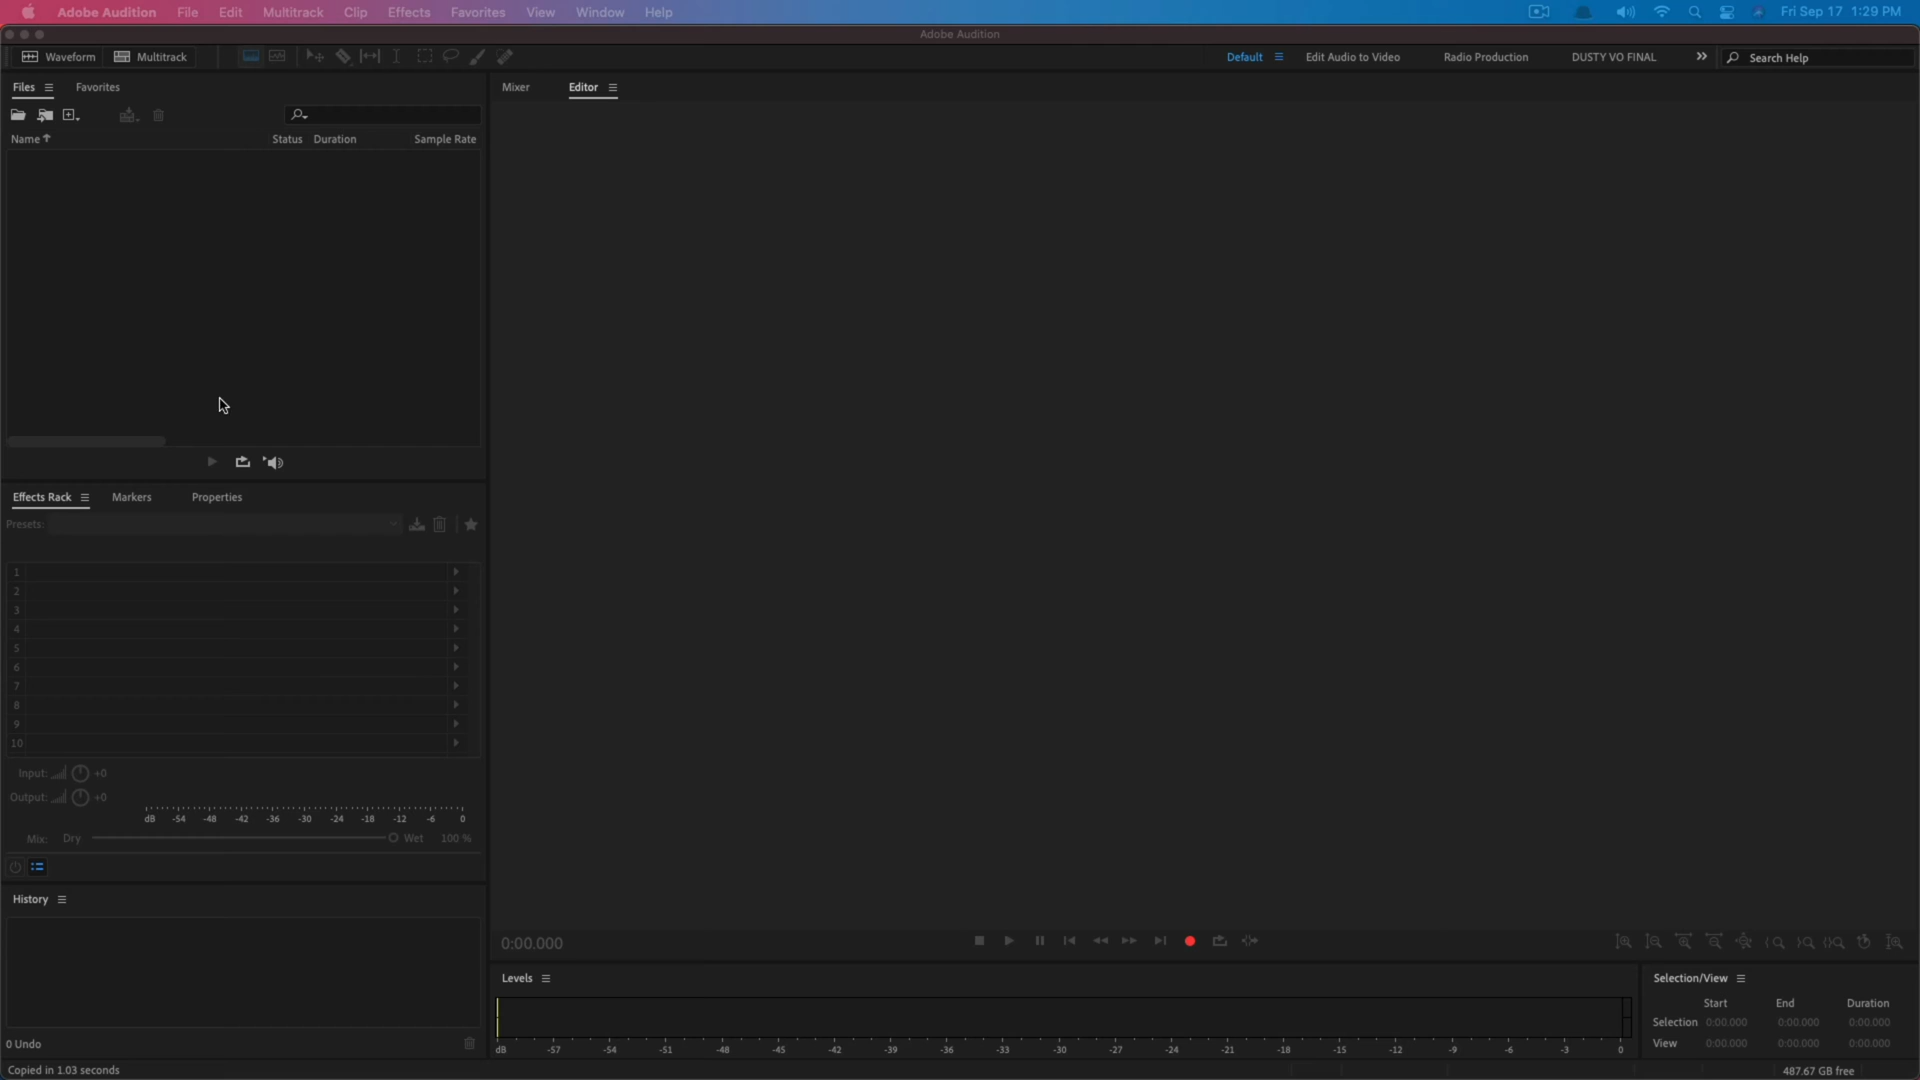 Adobe Audition File Edit Multitrack Clip Effects Favorites View Window Help Fri Sep 17 1:29 PM
Adobe Audition
Waveform Multitrack Default Edit Audio to Video Radio Production DUSTY VO FINAL Search Help
Files Favorites
Mixer Editor
Name Status Duration Sample Rate
Effects Rack Markers Properties
Presets:
1
2
3
4
5
6
7
8
9
10
Input: +0
Output: +0
dB -54 -48 -42 -36 -30 -24 -18 -12 -6 0
Mix: Dry Wet 100 %
History
0 Undo
Copied in 1.03 seconds
0:00.000
Levels
dB -57 -54 -51 -48 -45 -42 -39 -36 -33 -30 -27 -24 -21 -18 -15 -12 -9 -6 -3 0
Selection/View
Start End Duration
Selection 0:00.000 0:00.000 0:00.000
View 0:00.000 0:00.000 0:00.000
487.67 GB free